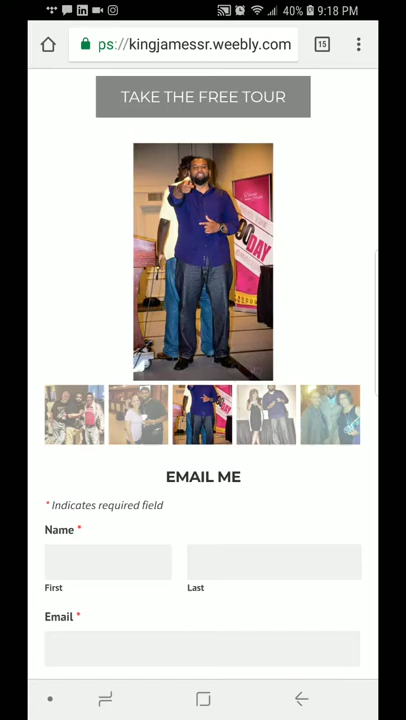 40% 9:18 PM
ps://kingjamessr.weebly.com
15
TAKE THE FREE TOUR
DAY
EMAIL ME
* Indicates required field
Name *
First
Last
Email *